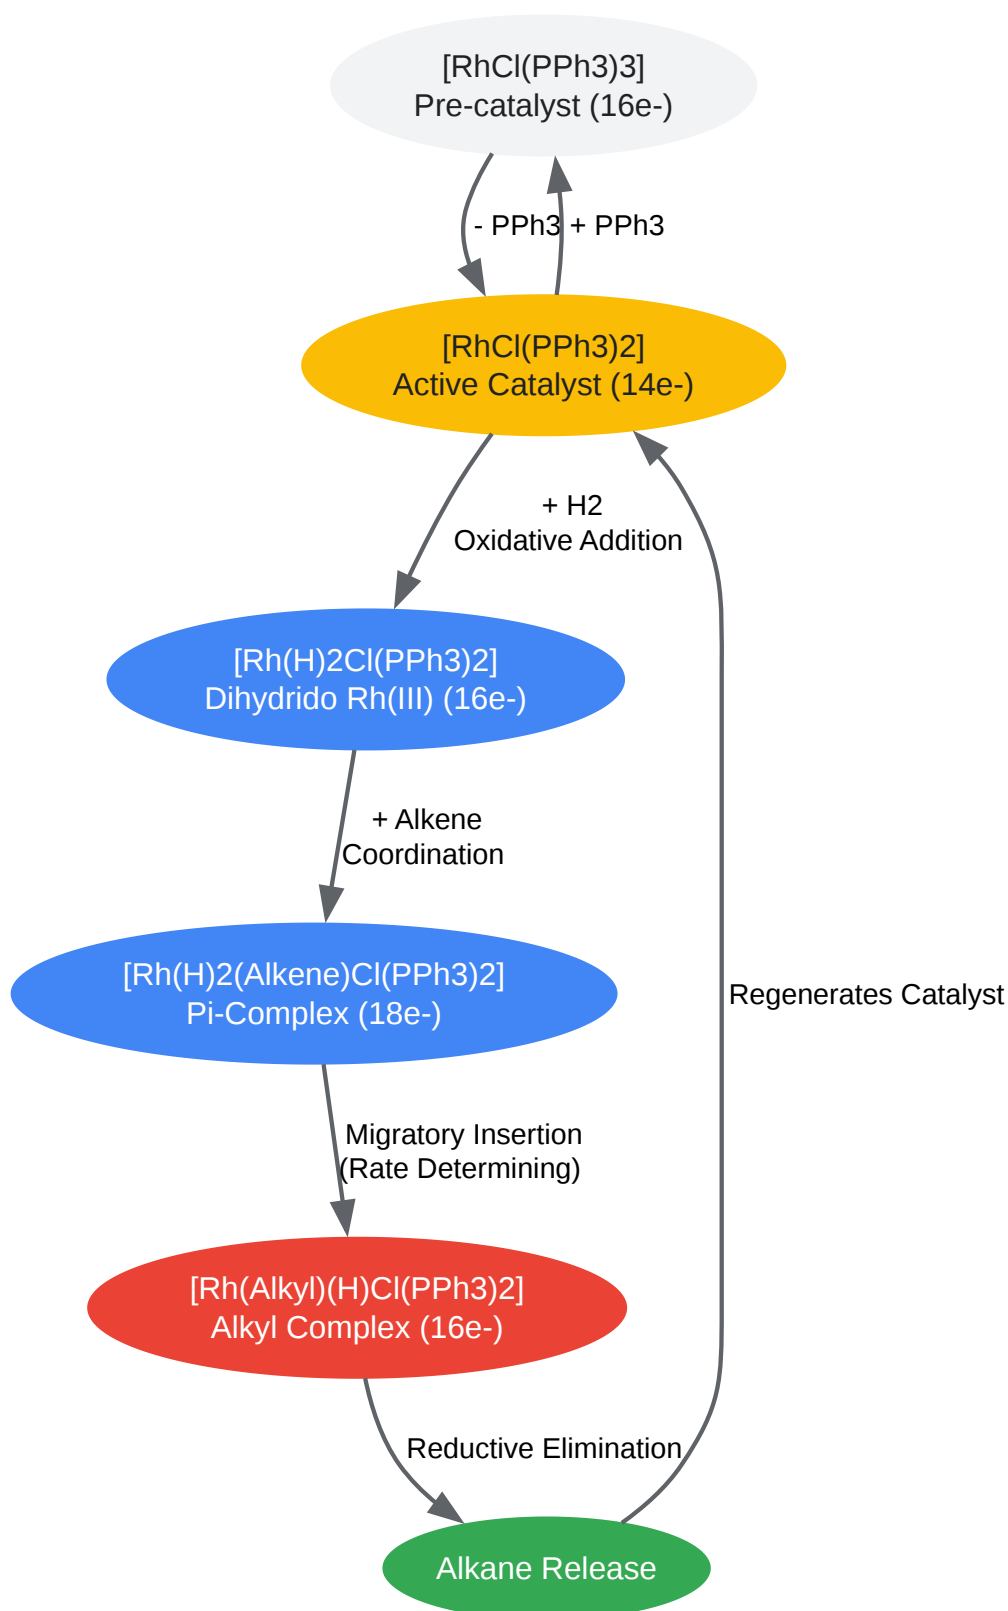 [RhCl(PPh3)3]
Pre-catalyst (16e-)
- PPh3
+ PPh3
[RhCl(PPh3)2]
Active Catalyst (14e-)
+ H2
Oxidative Addition
[Rh(H)2Cl(PPh3)2]
Dihydrido Rh(III) (16e-)
+ Alkene
Coordination
[Rh(H)2(Alkene)Cl(PPh3)2]
Pi-Complex (18e-)
Regenerates Catalyst
Migratory Insertion
(Rate Determining)
[Rh(Alkyl)(H)Cl(PPh3)2]
Alkyl Complex (16e-)
Reductive Elimination
Alkane Release